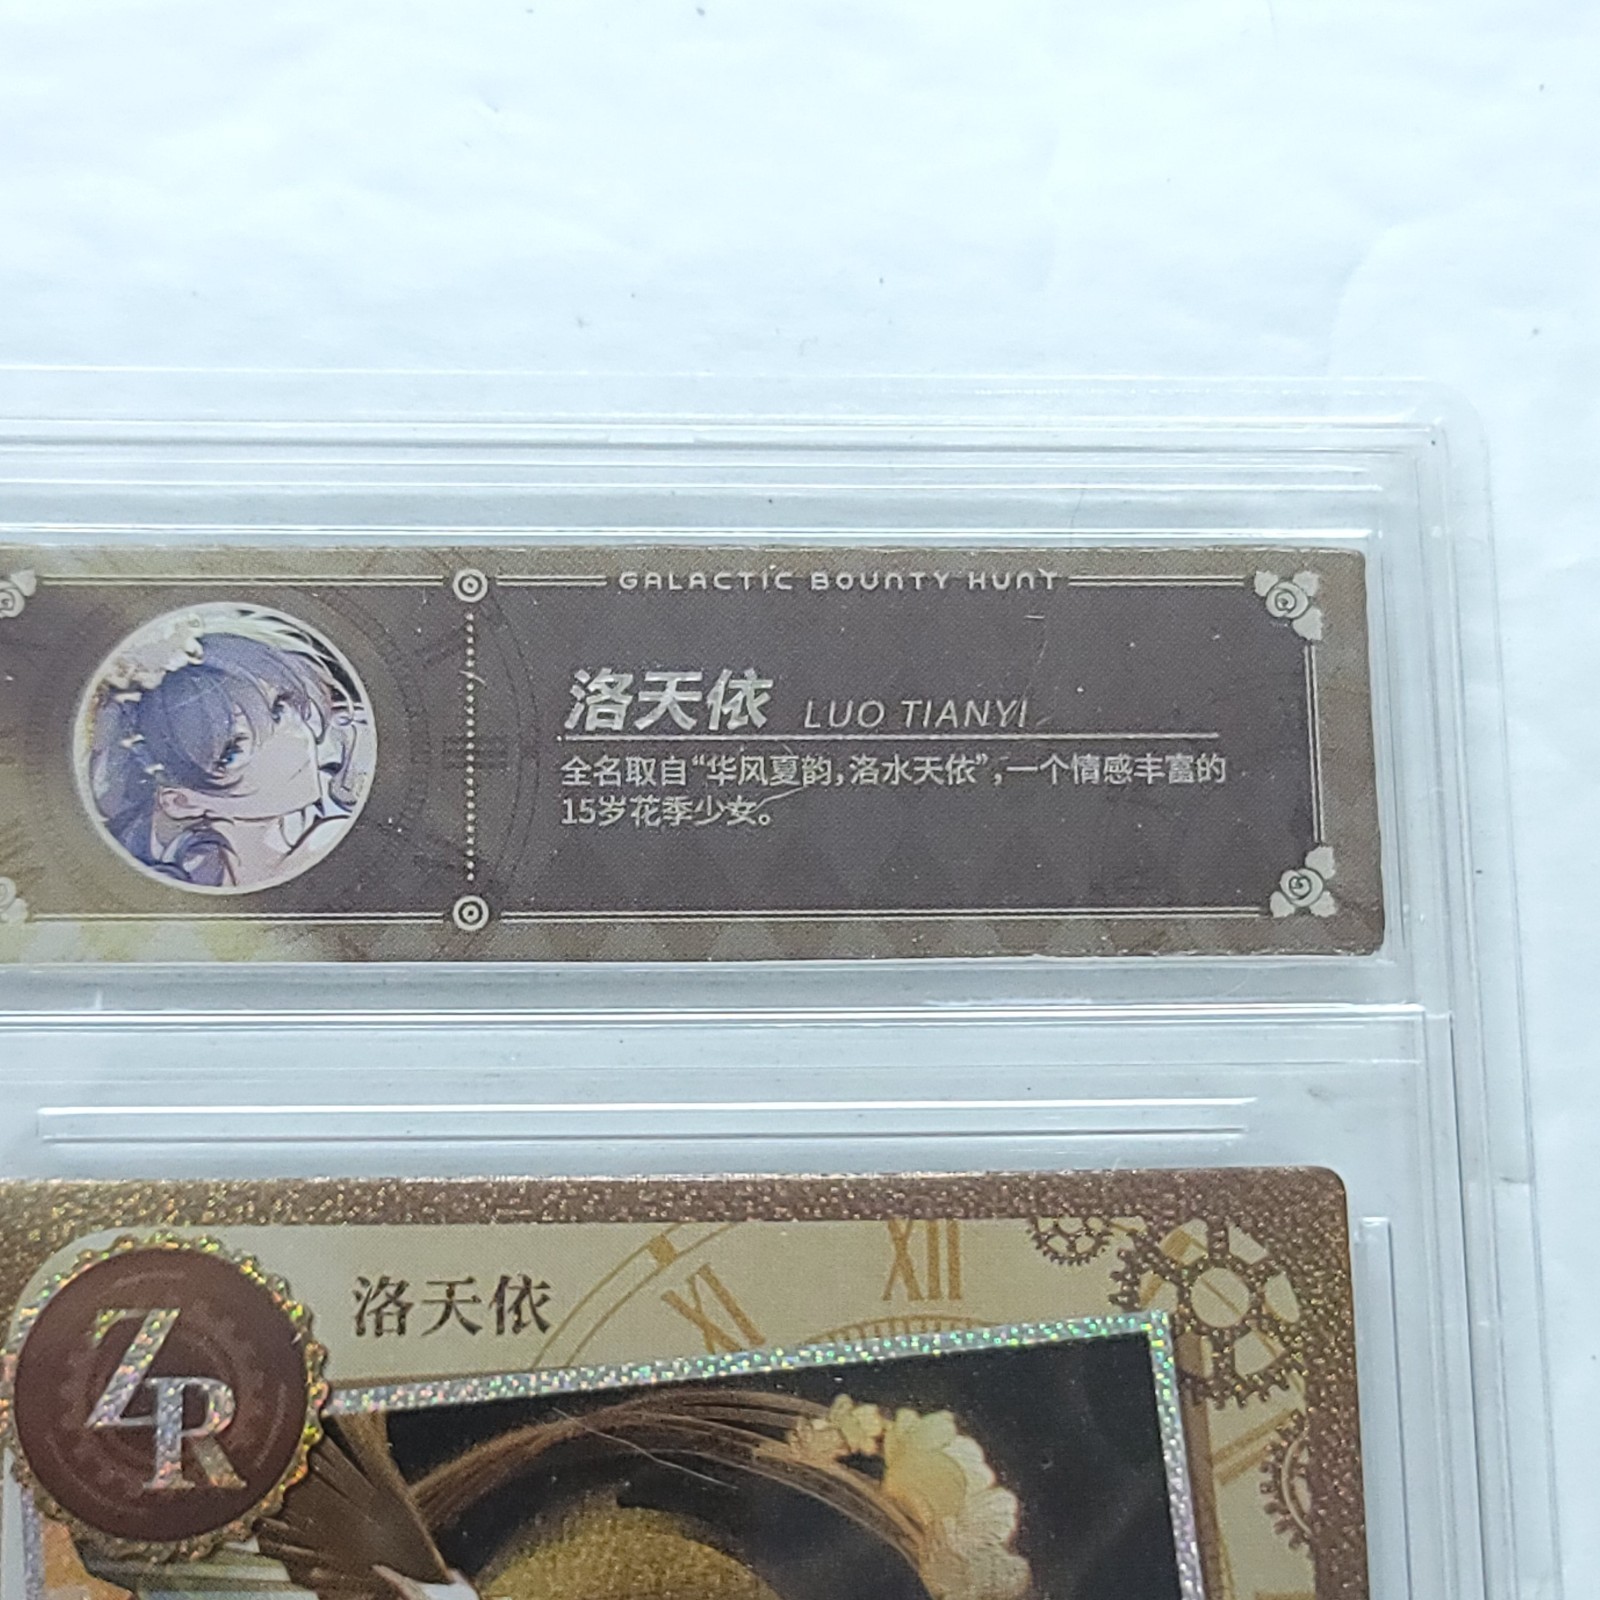 GALACTIC BOUNTY HUNT
洛天依 LUO TIANYI
全名取自“华风夏韵,洛水天依”,一个情感丰富的
15岁花季少女。
ZR
洛天依
XI
XII